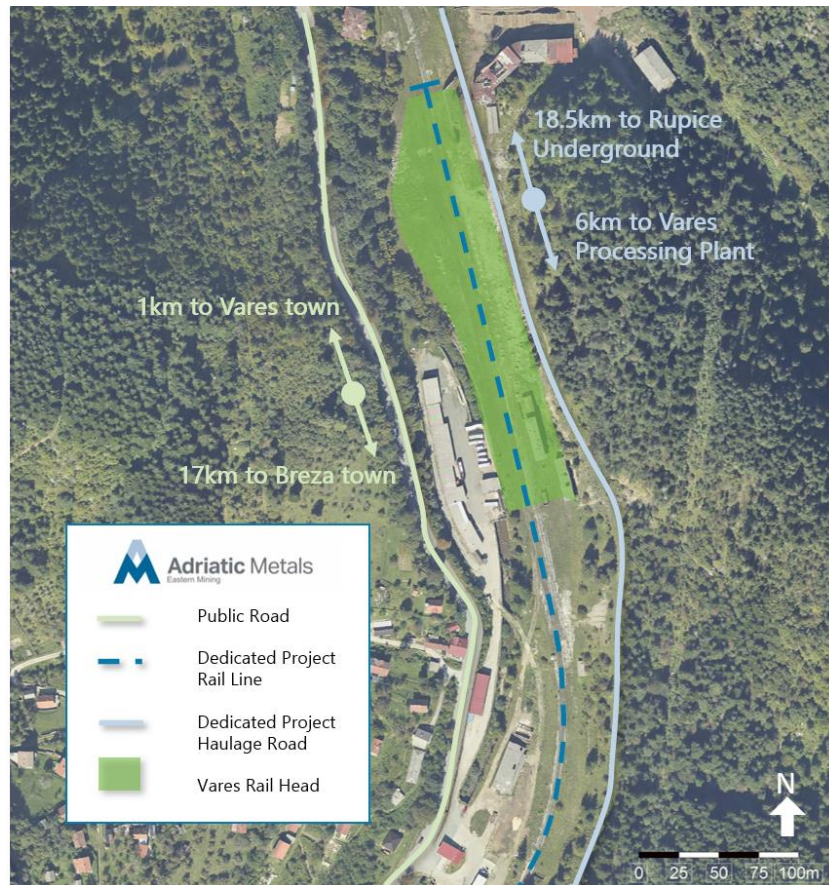 18.5km to Rupice
Underground
6km to Vares
Processing Plant
1km to Vares town
17km to Breza town
Adriatic Metals
Eastern Mining
Public Road
Dedicated Project
Rail Line
Dedicated Project
Haulage Road
Vares Rail Head
N
0 25 50 75 100m